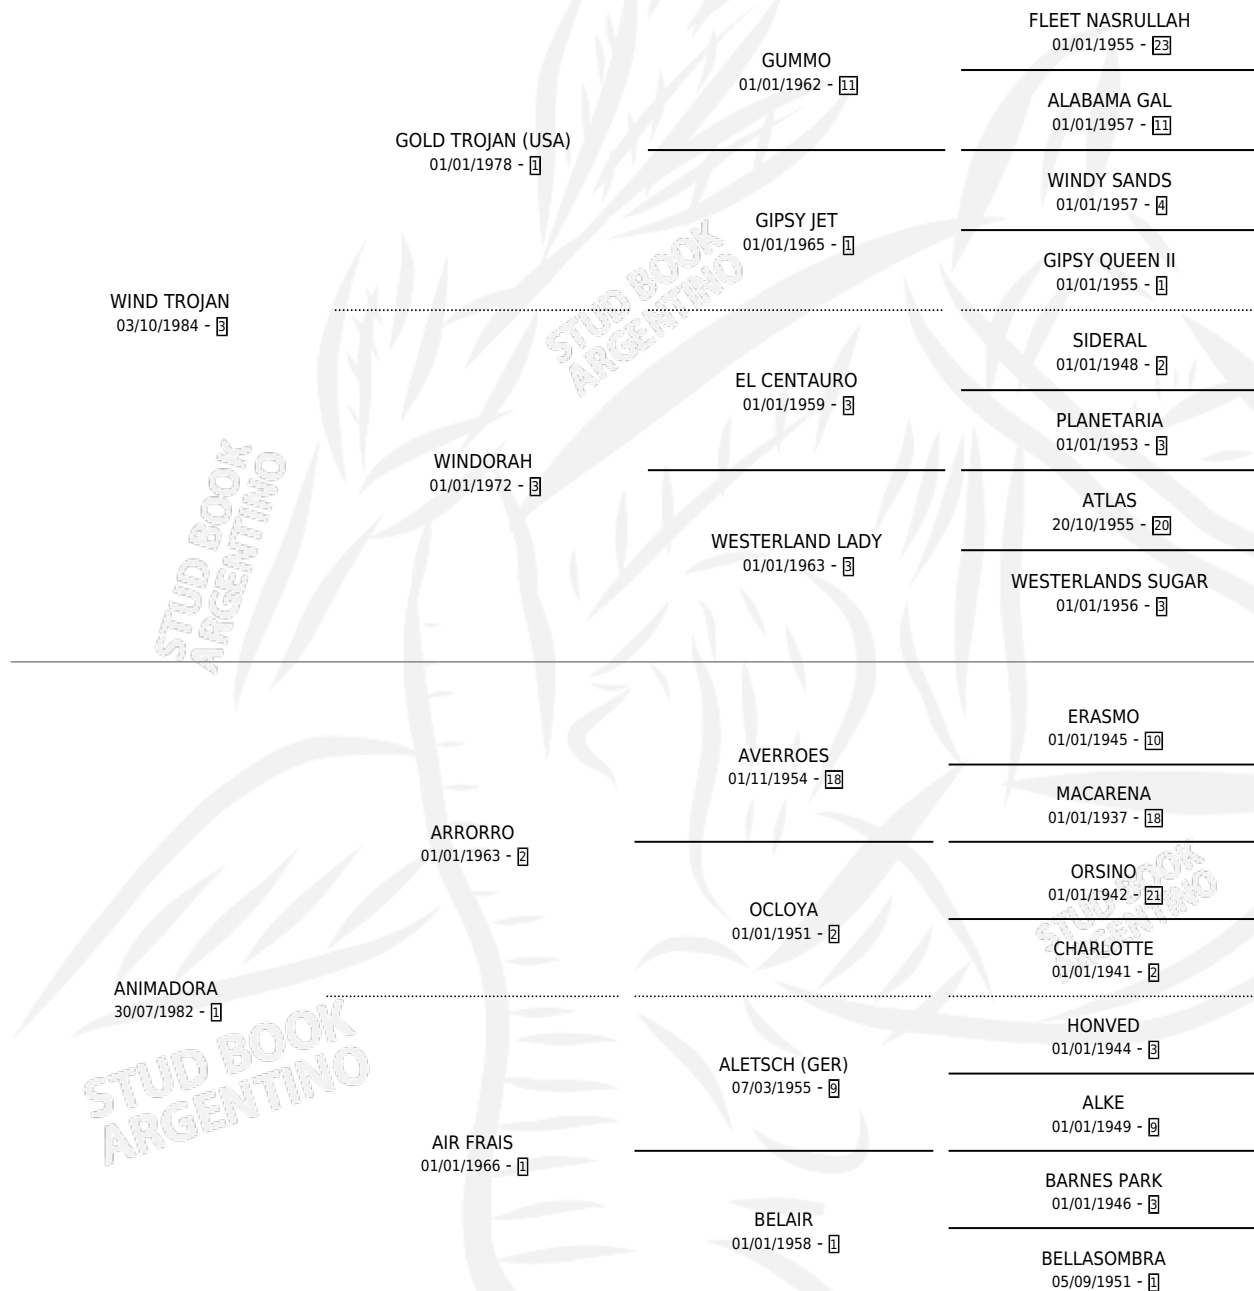 WIND TROJAN
03/10/1984 - 3
GOLD TROJAN (USA)
01/01/1978 - 1
WINDORAH
01/01/1972 - 3
GUMMO
01/01/1962 - 11
GIPSY JET
01/01/1965 - 1
EL CENTAURO
01/01/1959 - 3
WESTERLAND LADY
01/01/1963 - 3
FLEET NASRULLAH
01/01/1955 - 23
ALABAMA GAL
01/01/1957 - 11
WINDY SANDS
01/01/1957 - 4
GIPSY QUEEN II
01/01/1955 - 1
SIDERAL
01/01/1948 - 2
PLANETARIA
01/01/1953 - 3
ATLAS
20/10/1955 - 20
WESTERLANDS SUGAR
01/01/1956 - 3
ANIMADORA
30/07/1982 - 1
ARRORRO
01/01/1963 - 2
AIR FRAIS
01/01/1966 - 1
AVERROES
01/11/1954 - 18
OCLOYA
01/01/1951 - 2
ALETSCH (GER)
07/03/1955 - 9
BELAIR
01/01/1958 - 1
ERASMO
01/01/1945 - 10
MACARENA
01/01/1937 - 18
ORSINO
01/01/1942 - 21
CHARLOTTE
01/01/1941 - 2
HONVED
01/01/1944 - 3
ALKE
01/01/1949 - 9
BARNES PARK
01/01/1946 - 3
BELLASOMBRA
05/09/1951 - 1
STUD BOOK
ARGENTINO
STUD BOOK
ARGENTINO
STUD BOOK
ARGENTINO
STUD BOOK
ARGENTINO